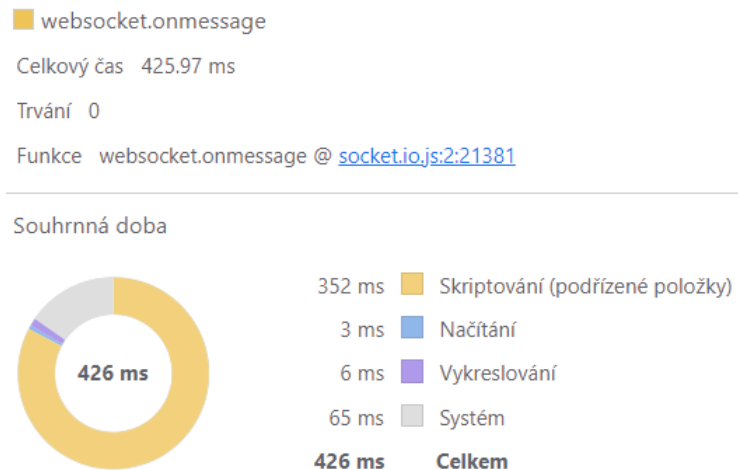 websocket.onmessage
Celkový čas 425.97 ms
Trvání 0
Funkce websocket.onmessage @ socket.io.js:2:21381
Souhrnná doba
352 ms Skriptování (podřízené položky)
3 ms Načítání
426 ms
6 ms Vykreslování
65 ms Systém
426 ms Celkem